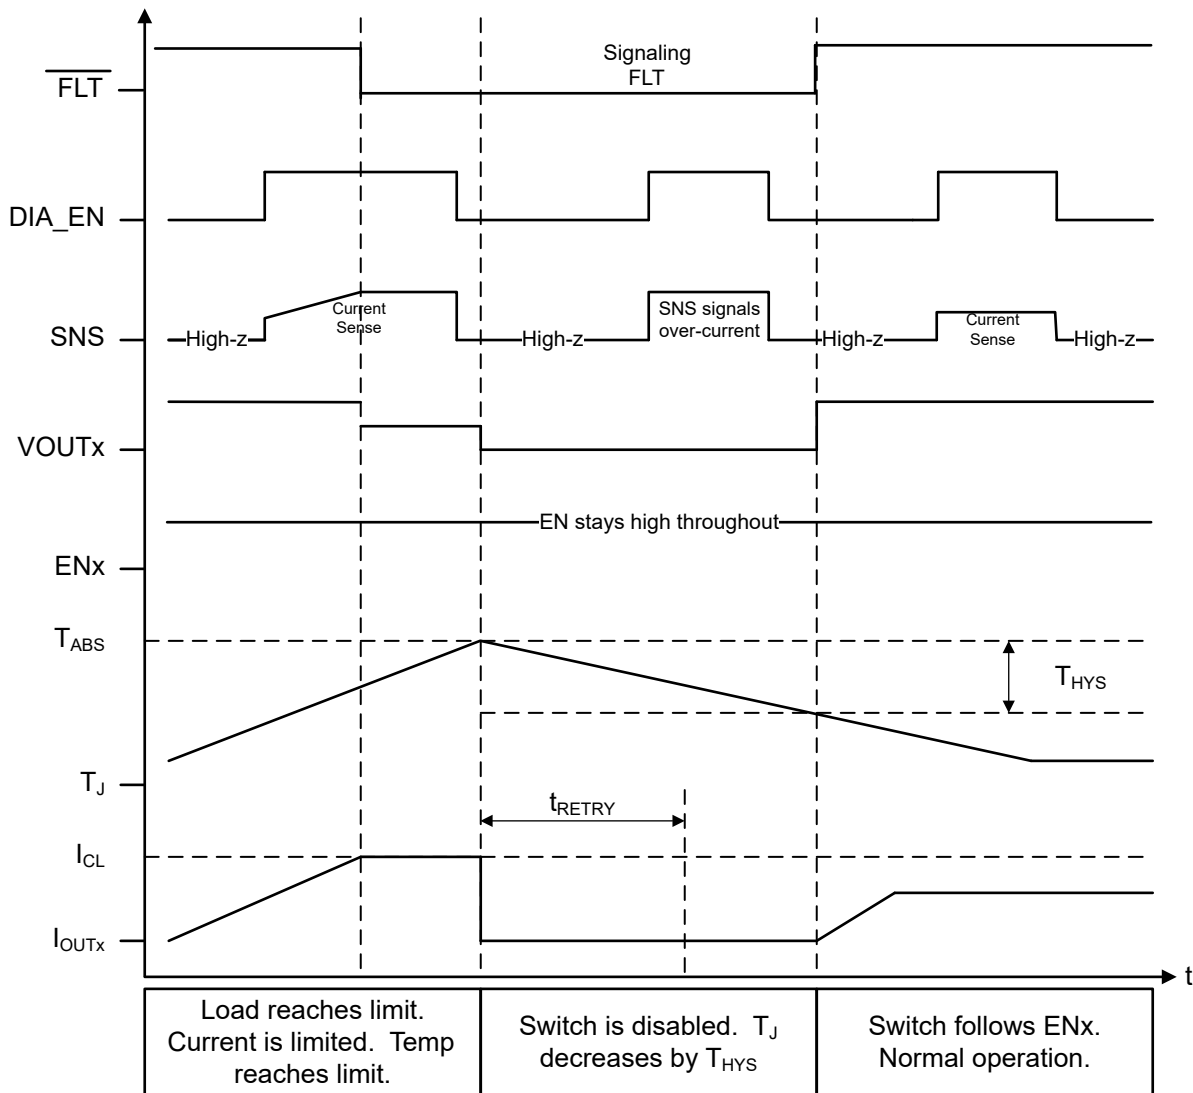 Signaling
FLT
FLT
DIA_EN
SNS
High-z
Current
Sense
High-z
SNS signals
over-current
High-z
Current
Sense
High-z
VOUTx
EN stays high throughout
ENx
TABS
THYS
TJ
tRETRY
ICL
IOUTx
t
Load reaches limit.
Current is limited. Temp
reaches limit.
Switch is disabled. TJ
decreases by THYS
Switch follows ENx.
Normal operation.